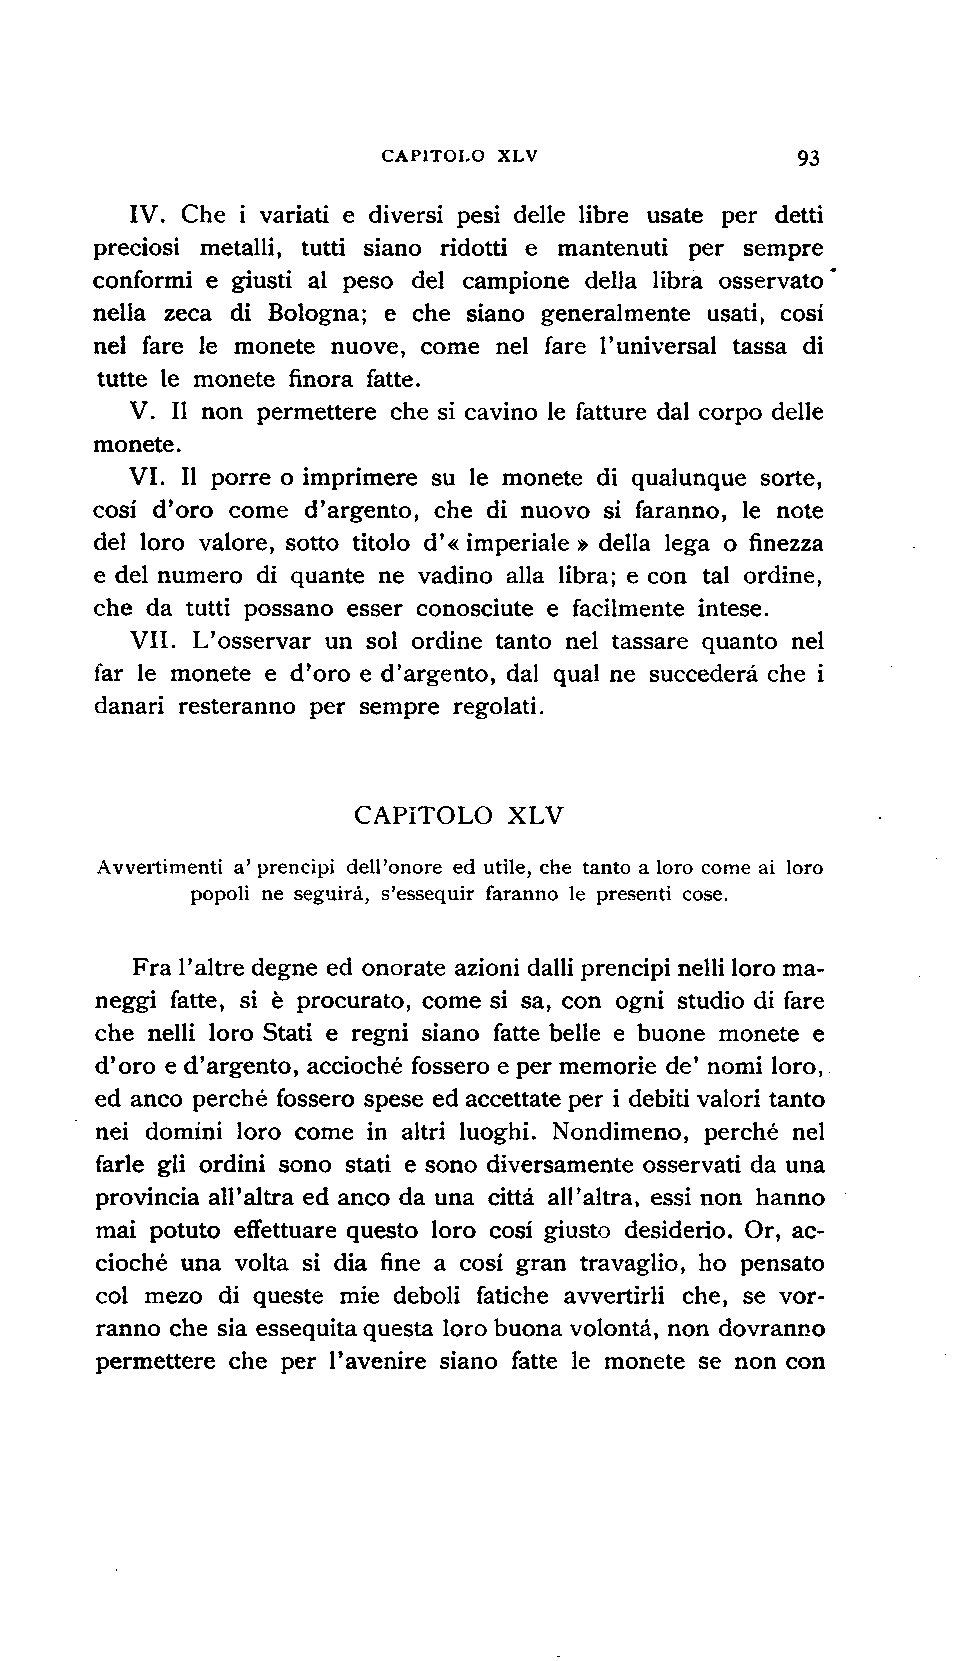 CAPITOLO XLV 93
IV. Che i variati e diversi pesi delle libre usate per detti
preciosi metalli, tutti siano ridotti e mantenuti per sempre
conformi e giusti al peso del campione della libra osservato
nella zeca di Bologna; e che siano generalmente usati, cosí
nel fare le monete nuove, come nel fare l'universal tassa di
tutte le monete finora fatte.
V. Il non permettere che si cavino le fatture dal corpo delle
monete.
VI. Il porre o imprimere su le monete di qualunque sorte,
cosí d'oro come d'argento, che di nuovo si faranno, le note
del loro valore, sotto titolo d'« imperiale » della lega o finezza
e del numero di quante ne vadino alla libra; e con tal ordine,
che da tutti possano esser conosciute e facilmente intese.
VII. L'osservar un sol ordine tanto nel tassare quanto nel
far le monete e d'oro e d'argento, dal qual ne succederá che i
danari resteranno per sempre regolati.
CAPITOLO XLV
Avvertimenti a' prencipi dell'onore ed utile, che tanto a loro come ai loro
popoli ne seguirá, s'essequir faranno le presenti cose.
Fra l'altre degne ed onorate azioni dalli prencipi nelli loro ma-
neggi fatte, si è procurato, come si sa, con ogni studio di fare
che nelli loro Stati e regni siano fatte belle e buone monete e
d'oro e d'argento, accioché fossero e per memorie de' nomi loro,
ed anco perché fossero spese ed accettate per i debiti valori tanto
nei domíni loro come in altri luoghi. Nondimeno, perché nel
farle gli ordini sono stati e sono diversamente osservati da una
provincia all'altra ed anco da una cittá all'altra, essi non hanno
mai potuto effettuare questo loro cosí giusto desiderio. Or, ac-
cioché una volta si dia fine a cosí gran travaglio, ho pensato
col mezo di queste mie deboli fatiche avvertirli che, se vor-
ranno che sia essequita questa loro buona volontá, non dovranno
permettere che per l'avenire siano fatte le monete se non con